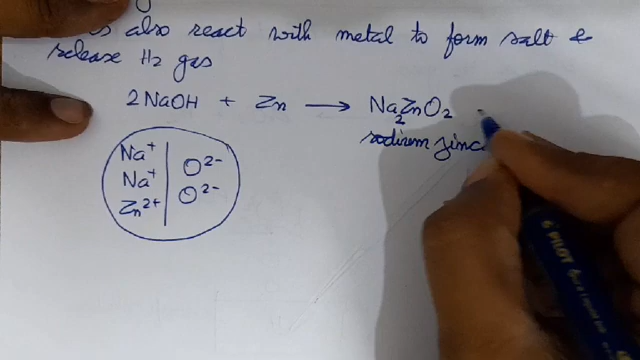 also react with metal to form salt &
release H₂ gas
2NaOH + Zn ⟶ Na₂ZnO₂
sodium zinc
Na⁺ O²⁻
Na⁺ O²⁻
Zn²⁺
PILOT